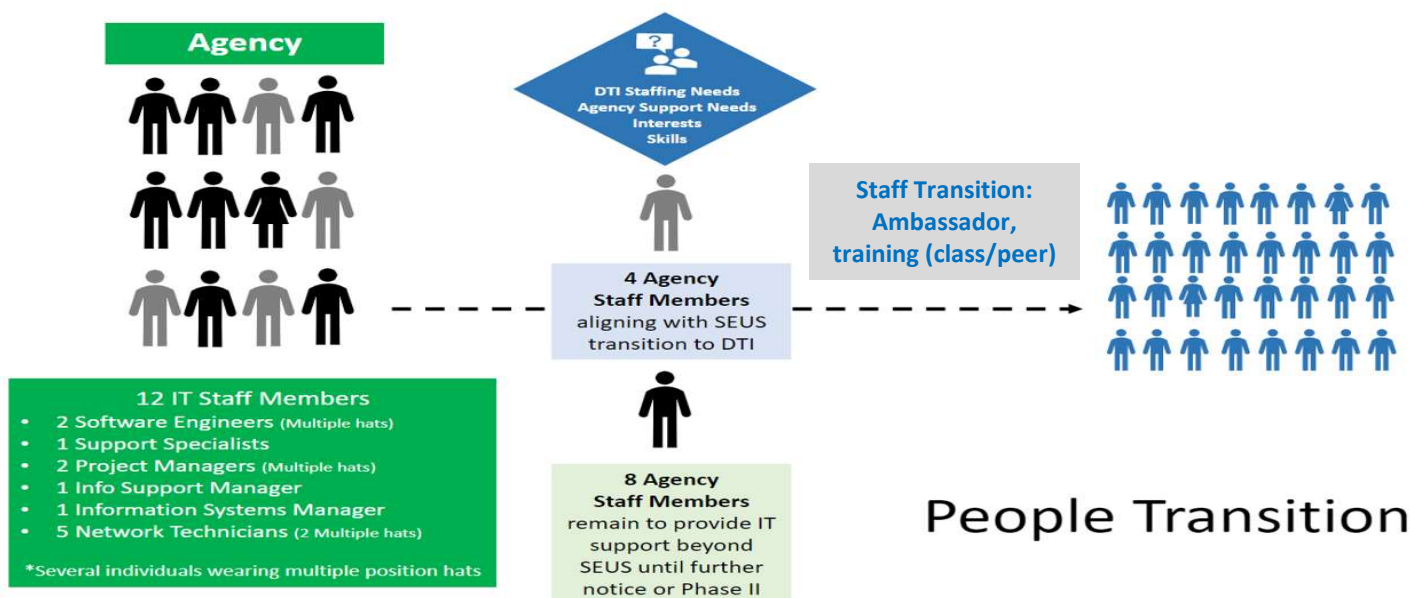 Agency
12 IT Staff Members
• 2 Software Engineers (Multiple hats)
• 1 Support Specialists
• 2 Project Managers (Multiple hats)
• 1 Info Support Manager
• 1 Information Systems Manager
• 5 Network Technicians (2 Multiple hats)
*Several individuals wearing multiple position hats
?
DTI Staffing Needs
Agency Support Needs
Interests
Skills
4 Agency
Staff Members
aligning with SEUS
transition to DTI
8 Agency
Staff Members
remain to provide IT
support beyond
SEUS until further
notice or Phase II
Staff Transition:
Ambassador,
training (class/peer)
People Transition